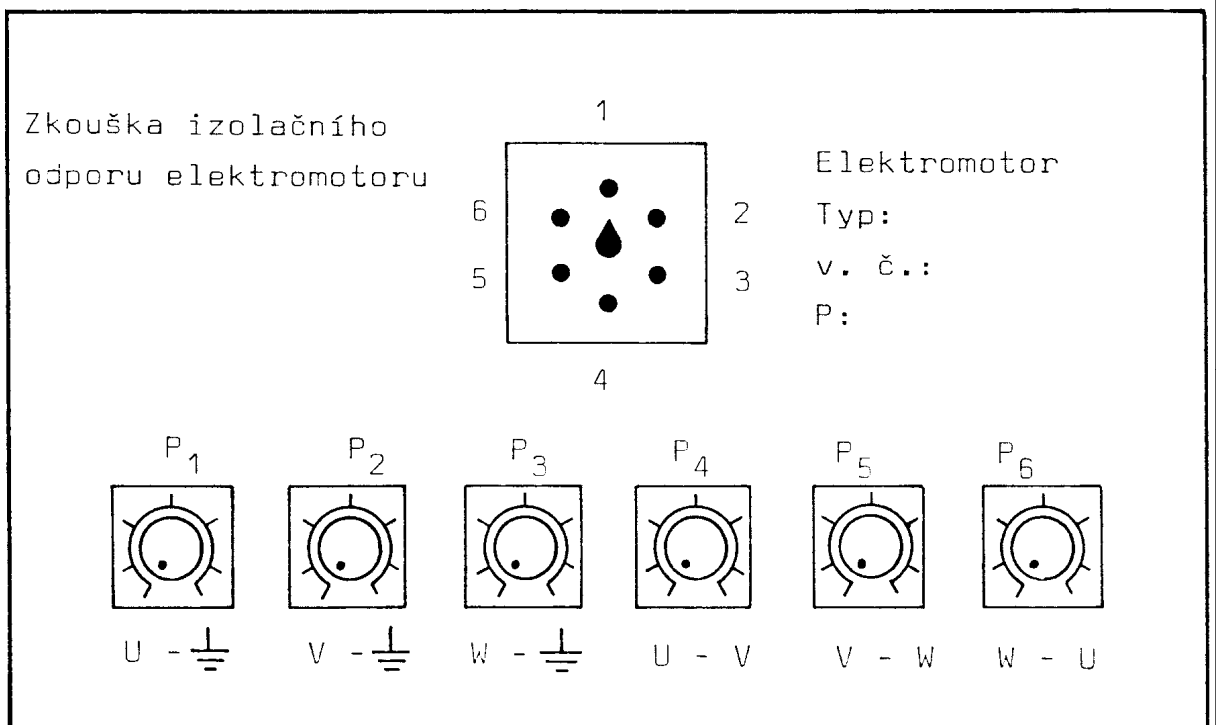 Zkouška izolačního
odporu elektromotoru
1
6
2
5
3
4
Elektromotor
Typ:
v. č.:
P:
P1 P2 P3 P4 P5 P6
U - ⏚ V - ⏚ W - ⏚ U - V V - W W - U